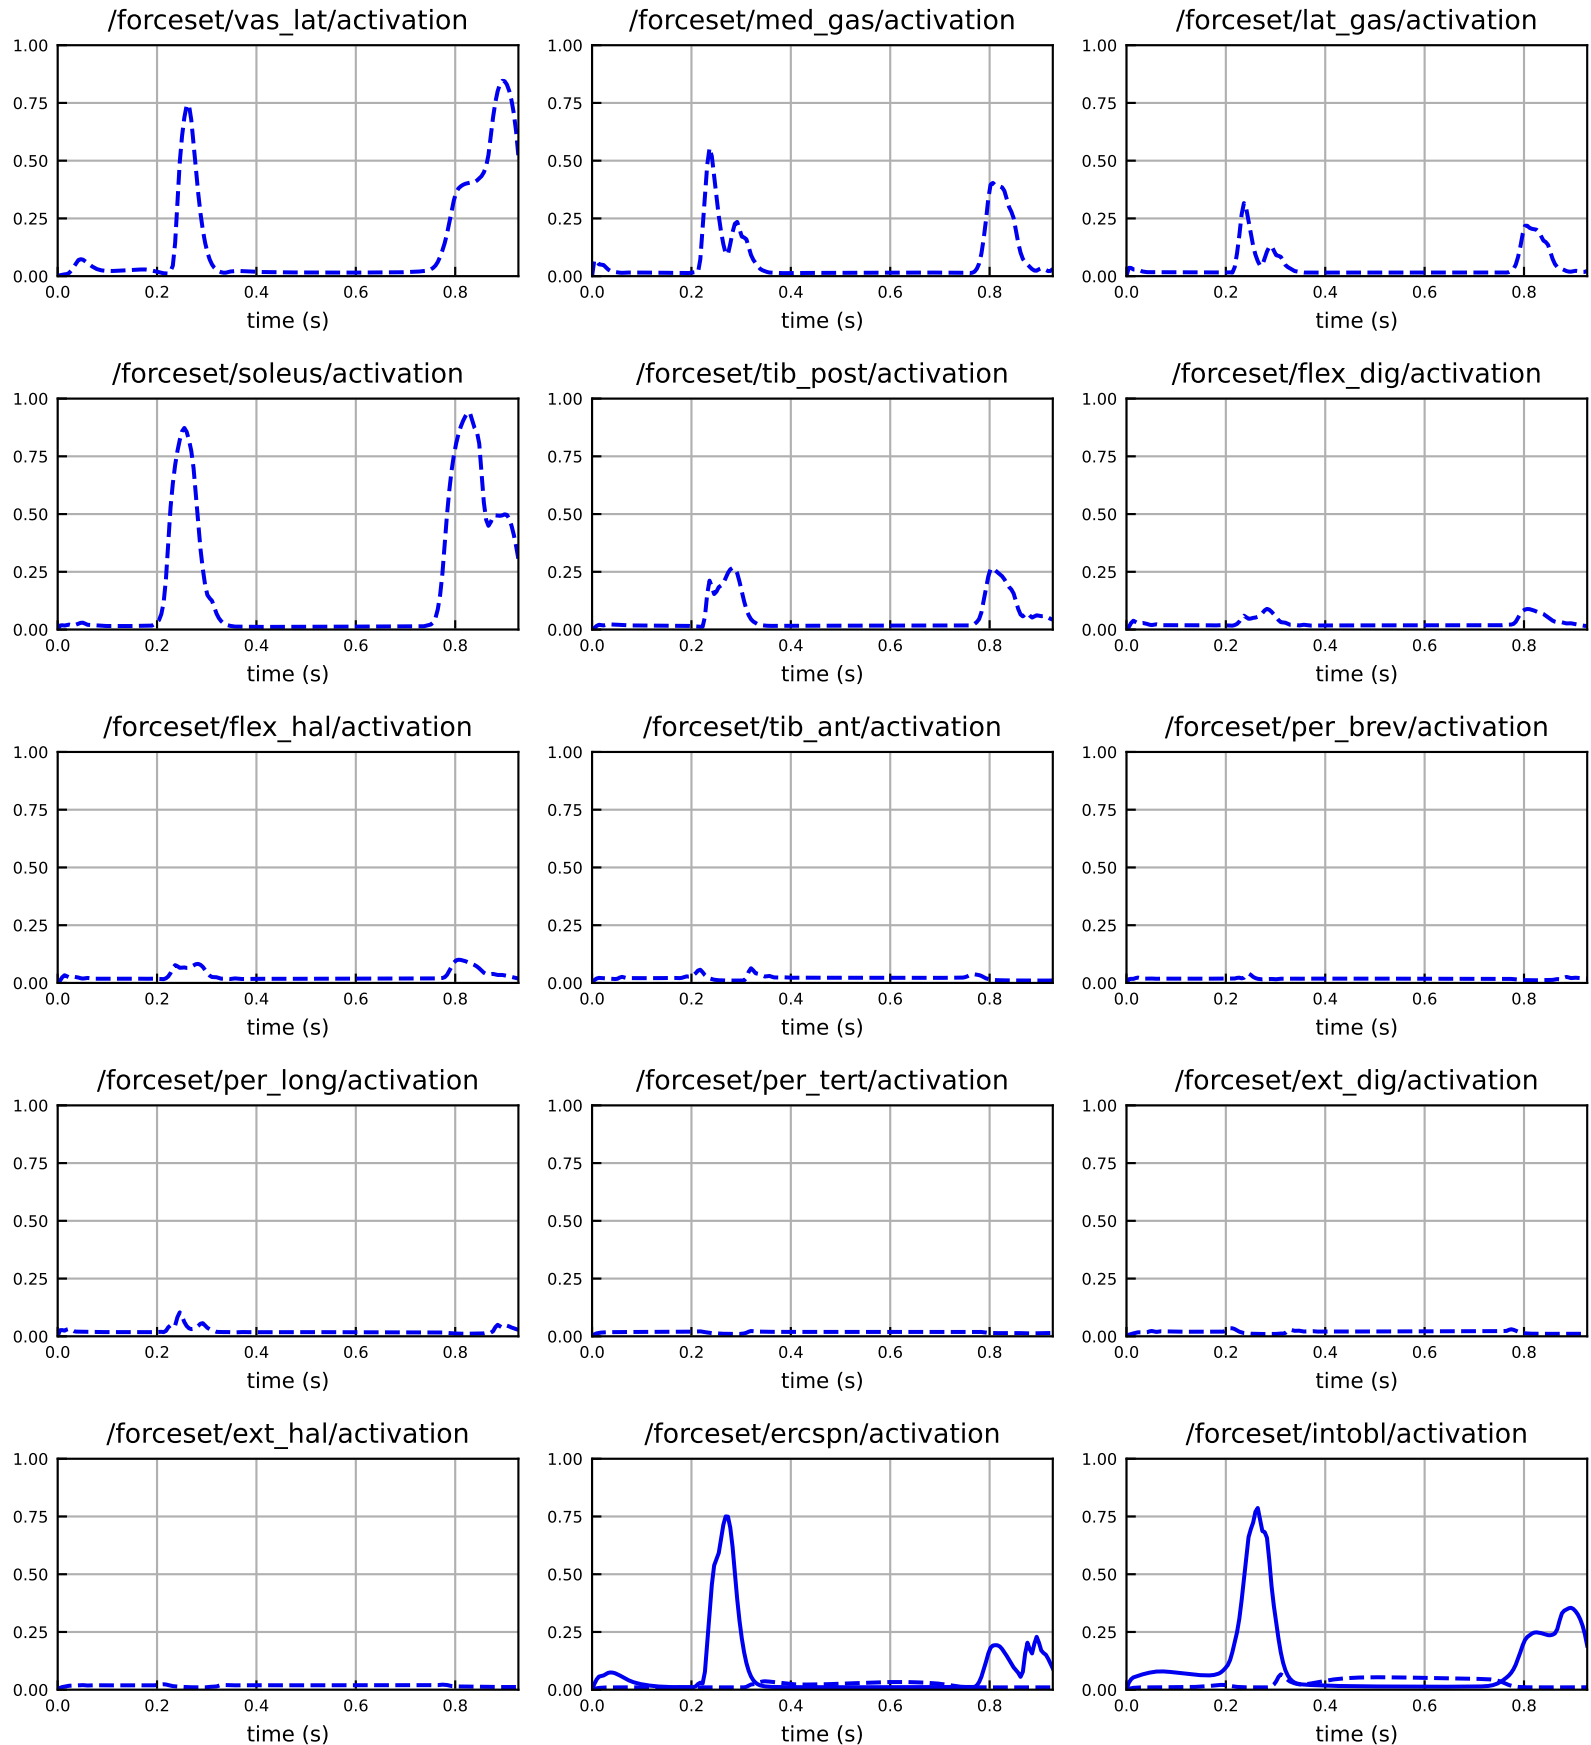 /forceset/vas_lat/activation
1.00
0.75
0.50
0.25
0.00
0.0 0.2 0.4 0.6 0.8
time (s)
/forceset/med_gas/activation
1.00
0.75
0.50
0.25
0.00
0.0 0.2 0.4 0.6 0.8
time (s)
/forceset/lat_gas/activation
1.00
0.75
0.50
0.25
0.00
0.0 0.2 0.4 0.6 0.8
time (s)
/forceset/soleus/activation
1.00
0.75
0.50
0.25
0.00
0.0 0.2 0.4 0.6 0.8
time (s)
/forceset/tib_post/activation
1.00
0.75
0.50
0.25
0.00
0.0 0.2 0.4 0.6 0.8
time (s)
/forceset/flex_dig/activation
1.00
0.75
0.50
0.25
0.00
0.0 0.2 0.4 0.6 0.8
time (s)
/forceset/flex_hal/activation
1.00
0.75
0.50
0.25
0.00
0.0 0.2 0.4 0.6 0.8
time (s)
/forceset/tib_ant/activation
1.00
0.75
0.50
0.25
0.00
0.0 0.2 0.4 0.6 0.8
time (s)
/forceset/per_brev/activation
1.00
0.75
0.50
0.25
0.00
0.0 0.2 0.4 0.6 0.8
time (s)
/forceset/per_long/activation
1.00
0.75
0.50
0.25
0.00
0.0 0.2 0.4 0.6 0.8
time (s)
/forceset/per_tert/activation
1.00
0.75
0.50
0.25
0.00
0.0 0.2 0.4 0.6 0.8
time (s)
/forceset/ext_dig/activation
1.00
0.75
0.50
0.25
0.00
0.0 0.2 0.4 0.6 0.8
time (s)
/forceset/ext_hal/activation
1.00
0.75
0.50
0.25
0.00
0.0 0.2 0.4 0.6 0.8
time (s)
/forceset/ercspn/activation
1.00
0.75
0.50
0.25
0.00
0.0 0.2 0.4 0.6 0.8
time (s)
/forceset/intobl/activation
1.00
0.75
0.50
0.25
0.00
0.0 0.2 0.4 0.6 0.8
time (s)